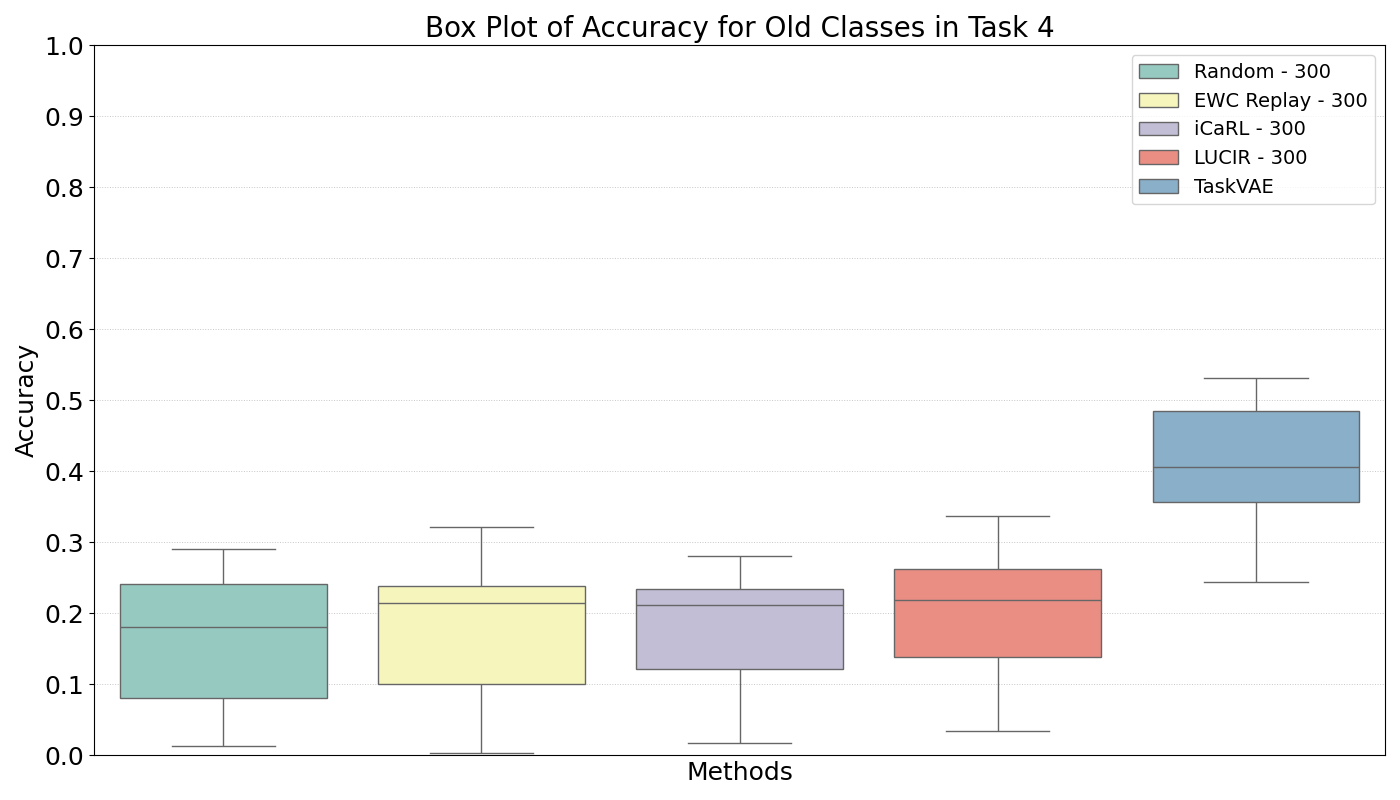 Box Plot of Accuracy for Old Classes in Task 4
1.0
0.9
0.8
0.7
0.6
0.5
0.4
0.3
0.2
0.1
0.0
Accuracy
Methods
Random - 300
EWC Replay - 300
iCaRL - 300
LUCIR - 300
TaskVAE